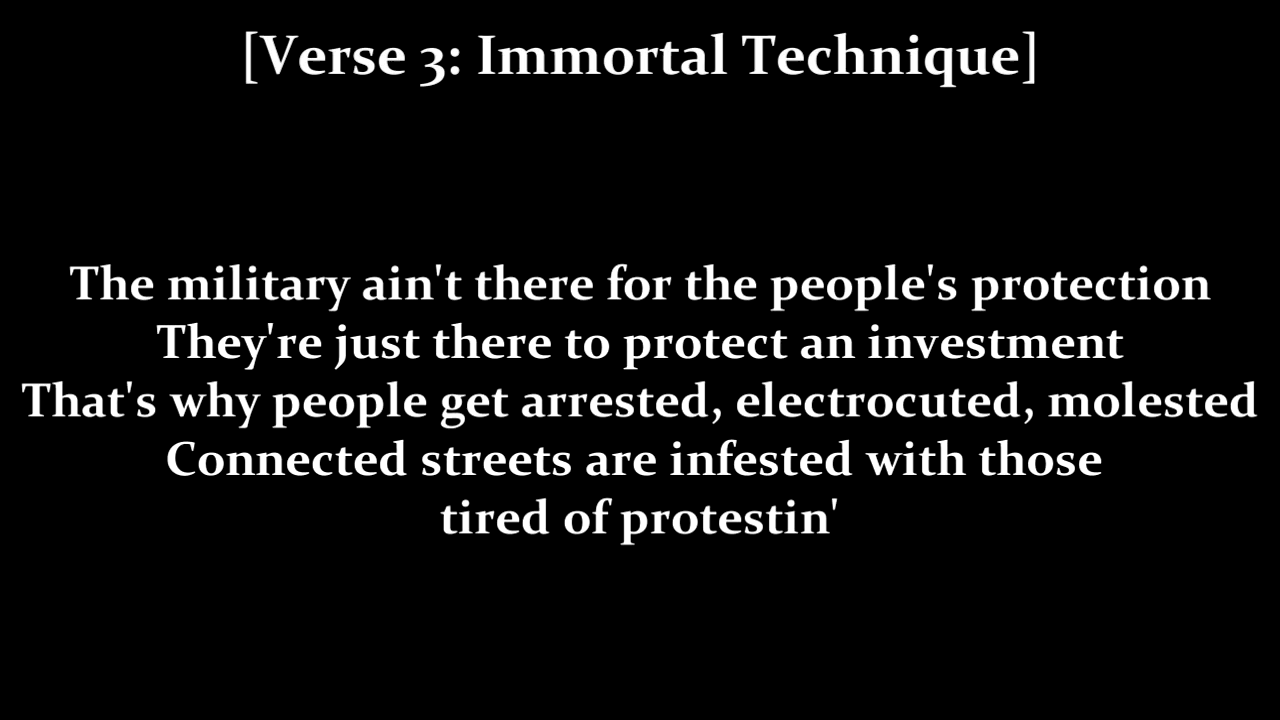 [Verse 3: Immortal Technique]
The military ain't there for the people's protection
They're just there to protect an investment
That's why people get arrested, electrocuted, molested
Connected streets are infested with those
tired of protestin'